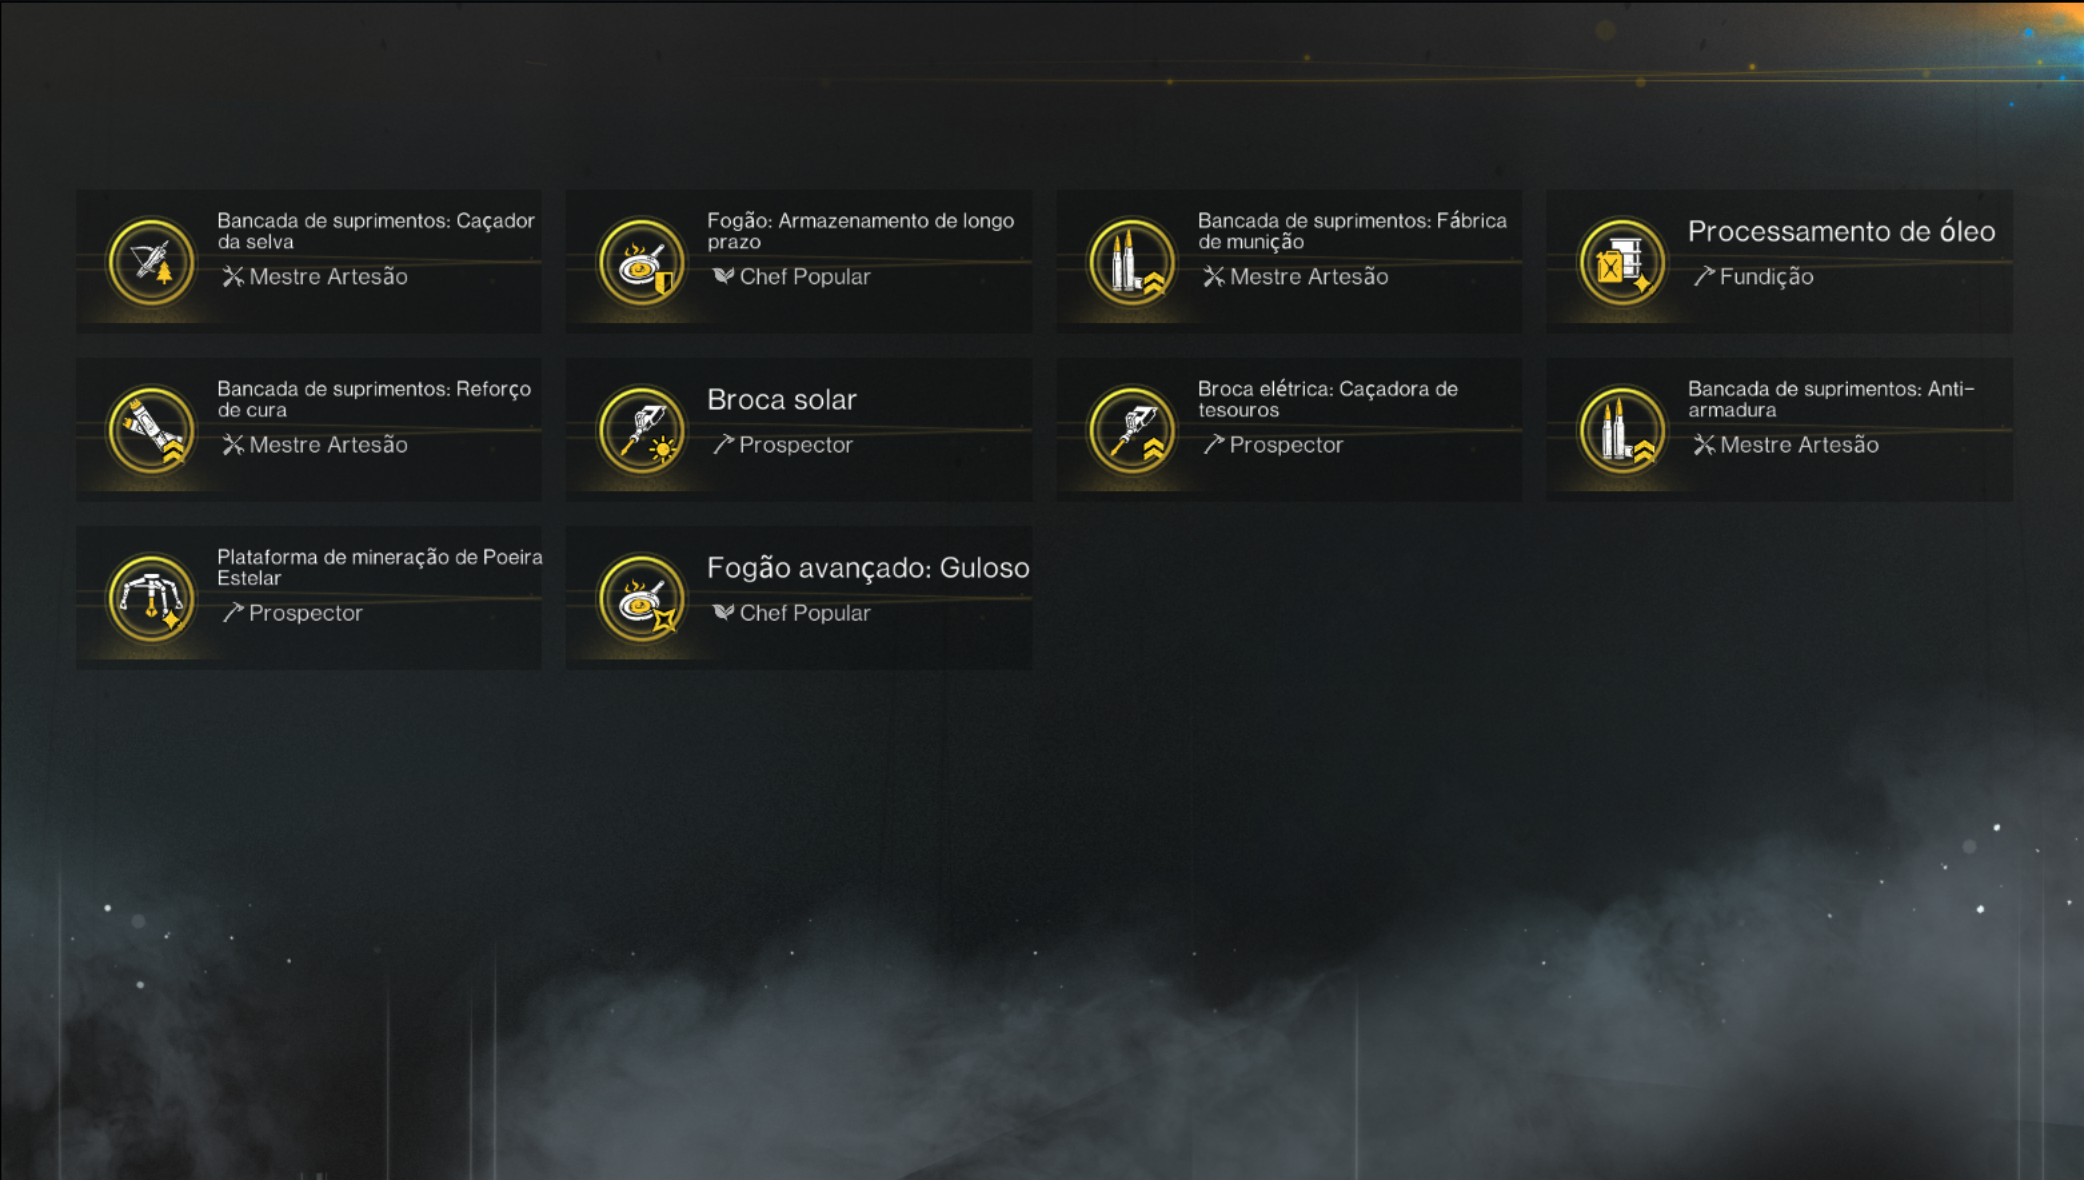 Bancada de suprimentos: Caçador
da selva
Mestre Artesão
Fogão: Armazenamento de longo
prazo
Chef Popular
Bancada de suprimentos: Fábrica
de munição
Mestre Artesão
Processamento de óleo
Fundição
Bancada de suprimentos: Reforço
de cura
Mestre Artesão
Broca solar
Prospector
Broca elétrica: Caçadora de
tesouros
Prospector
Bancada de suprimentos: Anti-
armadura
Mestre Artesão
Plataforma de mineração de Poeira
Estelar
Prospector
Fogão avançado: Guloso
Chef Popular